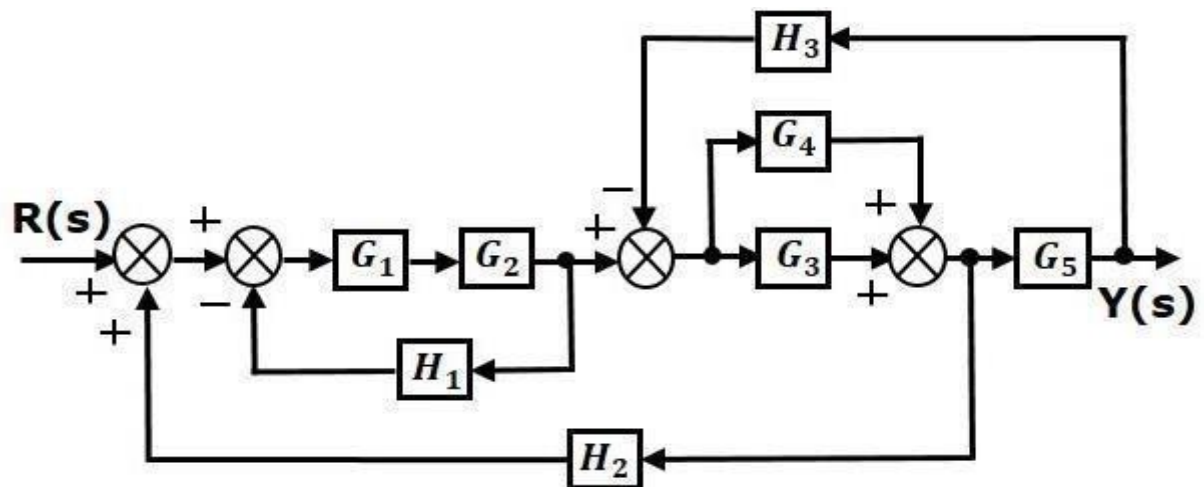 H₃
−
G₄
R(s) + + + +
G₁ G₂ G₃ G₅
+ − + Y(s)
+
H₁
H₂